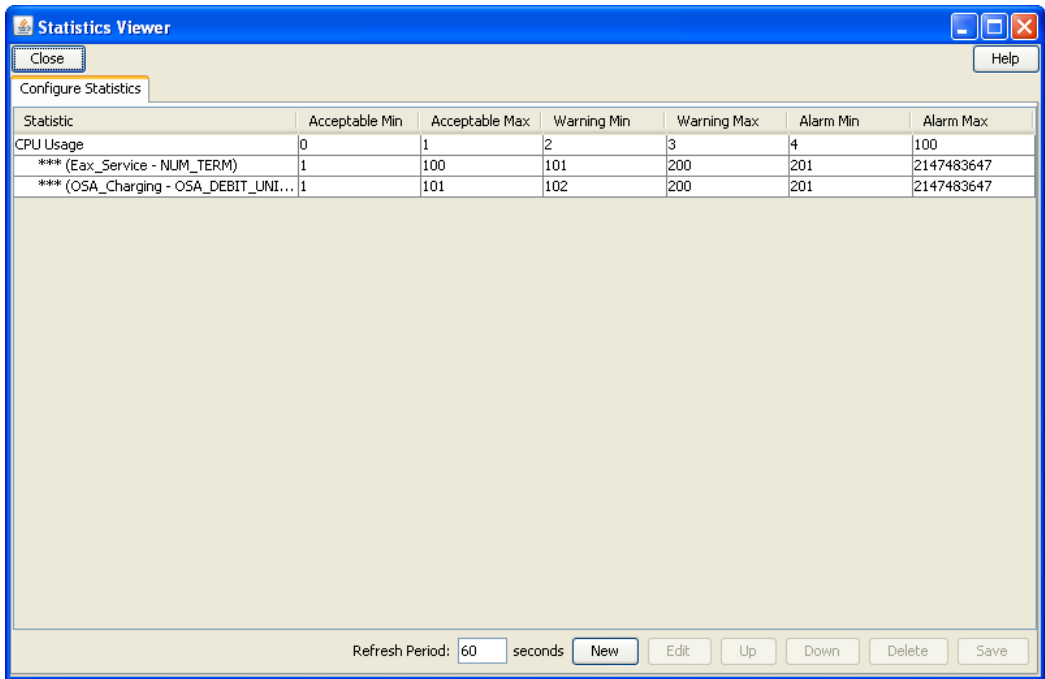 Statistics Viewer
Close Help
Configure Statistics
Statistic Acceptable Min Acceptable Max Warning Min Warning Max Alarm Min Alarm Max
CPU Usage 0 1 2 3 4 100
*** (Eax_Service - NUM_TERM) 1 100 101 200 201 2147483647
*** (OSA_Charging - OSA_DEBIT_UNI... 1 101 102 200 201 2147483647
Refresh Period: 60 seconds New Edit Up Down Delete Save